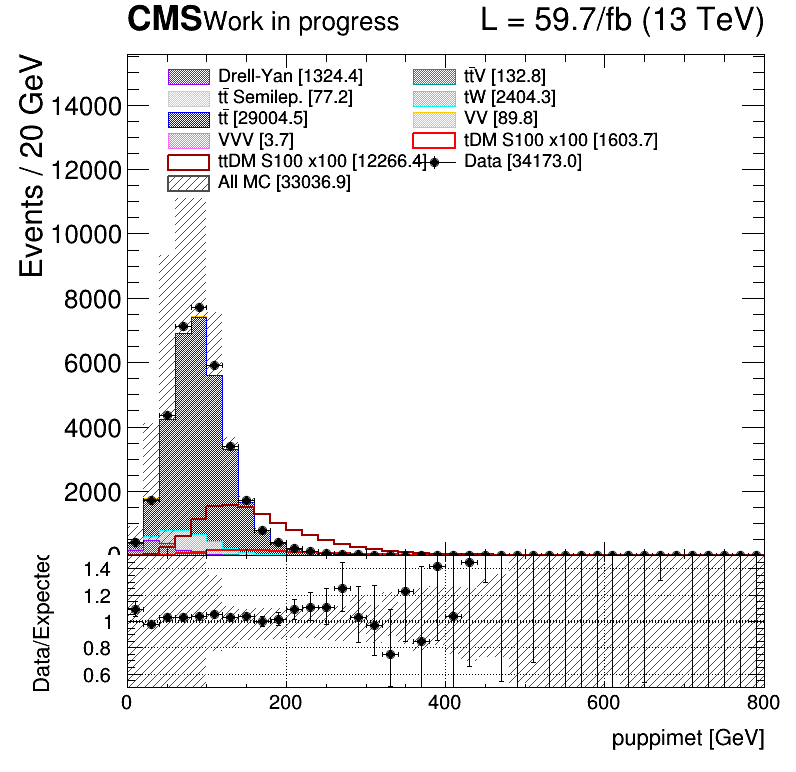 CMS Work in progress L = 59.7/fb (13 TeV)
Events / 20 GeV
Drell-Yan [1324.4] tt̄V [132.8]
tt̄ Semilep. [77.2] tW [2404.3]
tt̄ [29004.5] VV [89.8]
VVV [3.7] tDM S100 x100 [1603.7]
ttDM S100 x100 [12266.4] Data [34173.0]
All MC [33036.9]
14000
12000
10000
8000
6000
4000
2000
0
Data/Expected
1.4
1.2
1
0.8
0.6
0 200 400 600 800
puppimet [GeV]